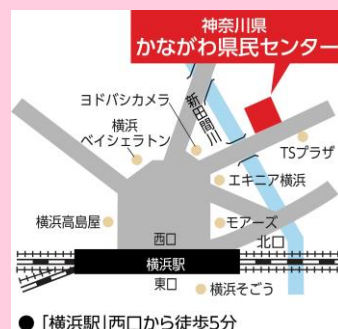 神奈川県
かながわ県民センター
ヨドバシカメラ
新田間川
横浜
ベイシェラトン
TSプラザ
エキニア横浜
横浜高島屋
モアーズ
西口
北口
横浜駅
東口
横浜そごう
● 「横浜駅」西口から徒歩5分